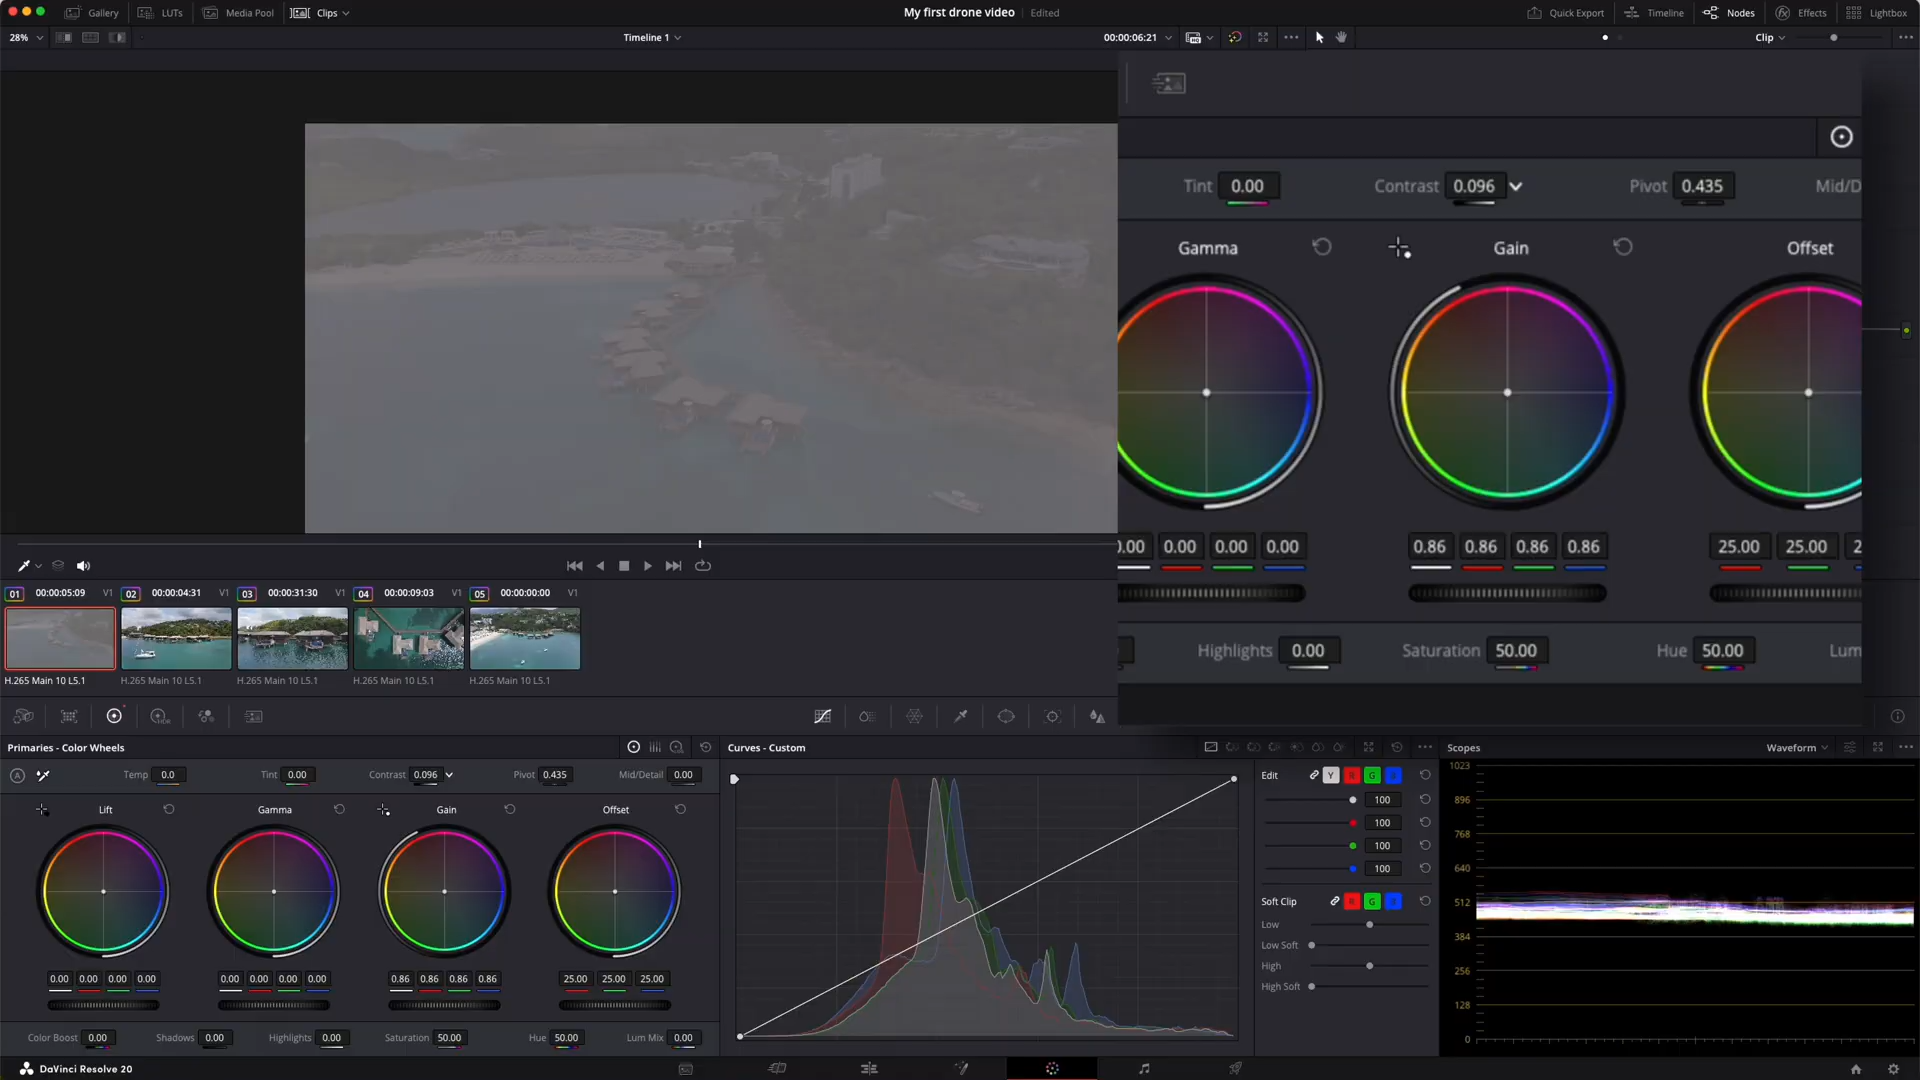 Gallery LUTs Media Pool Clips My first drone video Edited Quick Export Timeline Nodes Effects Lightbox
28% Timeline 1 00:00:06:21 Clip
Tint 0.00 Contrast 0.096 Pivot 0.435 Mid/D
Gamma Gain Offset
0.00 0.00 0.00 0.86 0.86 0.86 0.86 25.00 25.00 2
Highlights 0.00 Saturation 50.00 Hue 50.00 Lum
01 00:00:05:09 V1 02 00:00:04:31 V1 03 00:00:31:30 V1 04 00:00:09:03 V1 05 00:00:00:00 V1
H.265 Main 10 L5.1 H.265 Main 10 L5.1 H.265 Main 10 L5.1 H.265 Main 10 L5.1 H.265 Main 10 L5.1
HDR
Primaries - Color Wheels
A Temp 0.0 Tint 0.00 Contrast 0.096 Pivot 0.435 Mid/Detail 0.00
Lift Gamma Gain Offset
0.00 0.00 0.00 0.00 0.00 0.00 0.00 0.00 0.86 0.86 0.86 0.86 25.00 25.00 25.00
Color Boost 0.00 Shadows 0.00 Highlights 0.00 Saturation 50.00 Hue 50.00 Lum Mix 0.00
Curves - Custom
Edit Y R G B
100
100
100
100
Soft Clip R G B
Low
Low Soft
High
High Soft
Scopes Waveform
1023
896
768
640
512
384
256
128
0
DaVinci Resolve 20